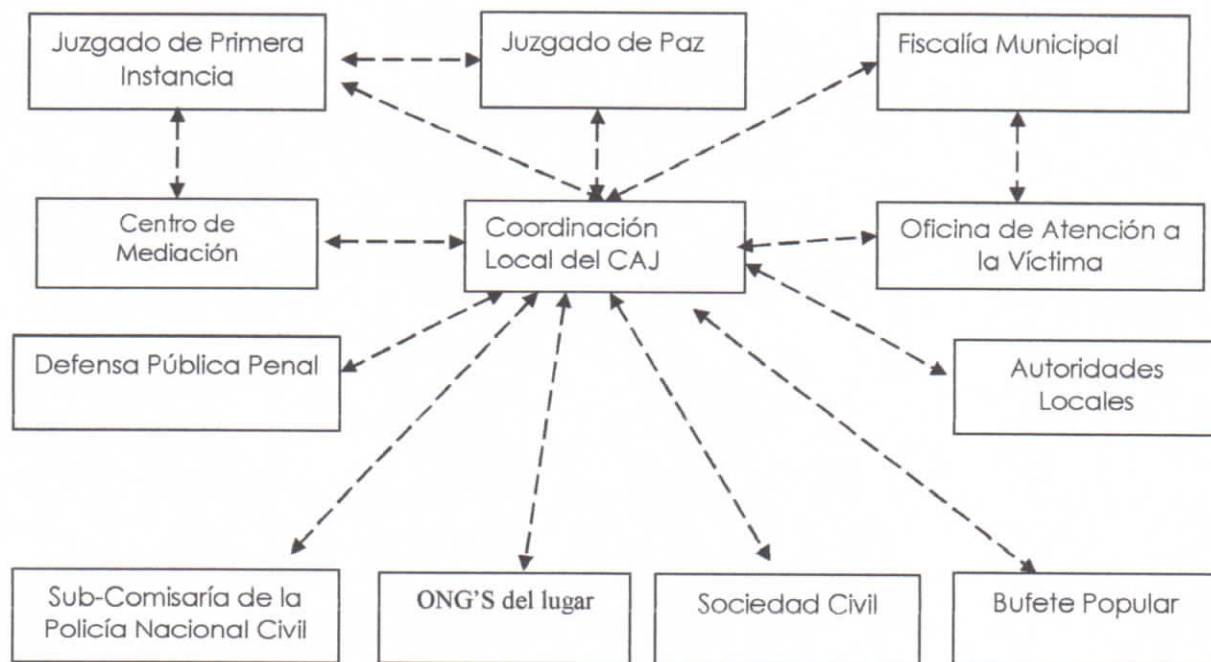 Juzgado de Primera
Instancia
Juzgado de Paz
Fiscalía Municipal
Centro de
Mediación
Coordinación
Local del CAJ
Oficina de Atención a
la Víctima
Defensa Pública Penal
Autoridades
Locales
Sub-Comisaría de la
Policía Nacional Civil
ONG'S del lugar
Sociedad Civil
Bufete Popular